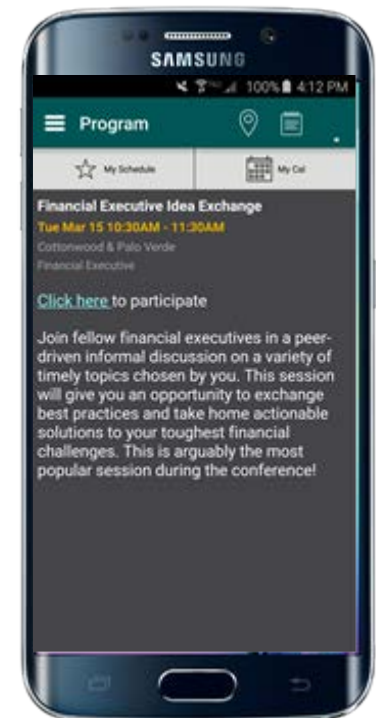 SAMSUNG
100% 4:12 PM
Program
My Schedule
My Cal
Financial Executive Idea Exchange
Tue Mar 15 10:30AM - 11:30AM
Cottonwood & Palo Verde
Financial Executive
Click here to participate
Join fellow financial executives in a peer-
driven informal discussion on a variety of
timely topics chosen by you. This session
will give you an opportunity to exchange
best practices and take home actionable
solutions to your toughest financial
challenges. This is arguably the most
popular session during the conference!